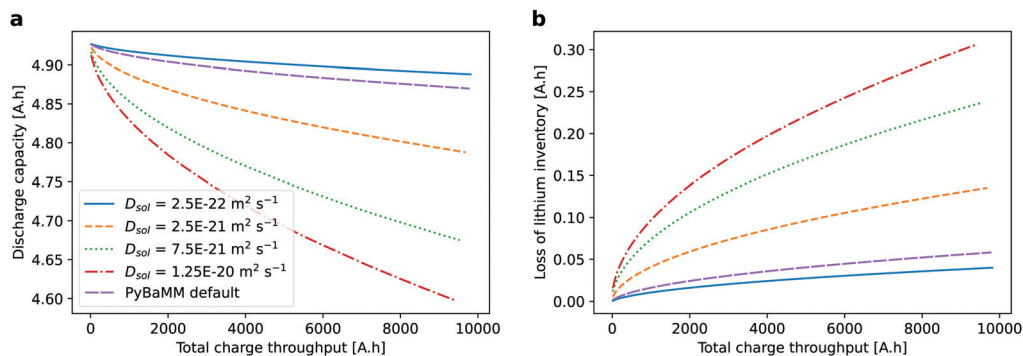 a
Discharge capacity [A.h]
4.90
4.85
4.80
4.75
4.70
4.65
4.60
D_sol = 2.5E-22 m² s⁻¹
D_sol = 2.5E-21 m² s⁻¹
D_sol = 7.5E-21 m² s⁻¹
D_sol = 1.25E-20 m² s⁻¹
PyBaMM default
0 2000 4000 6000 8000 10000
Total charge throughput [A.h]
b
Loss of lithium inventory [A.h]
0.30
0.25
0.20
0.15
0.10
0.05
0.00
0 2000 4000 6000 8000 10000
Total charge throughput [A.h]